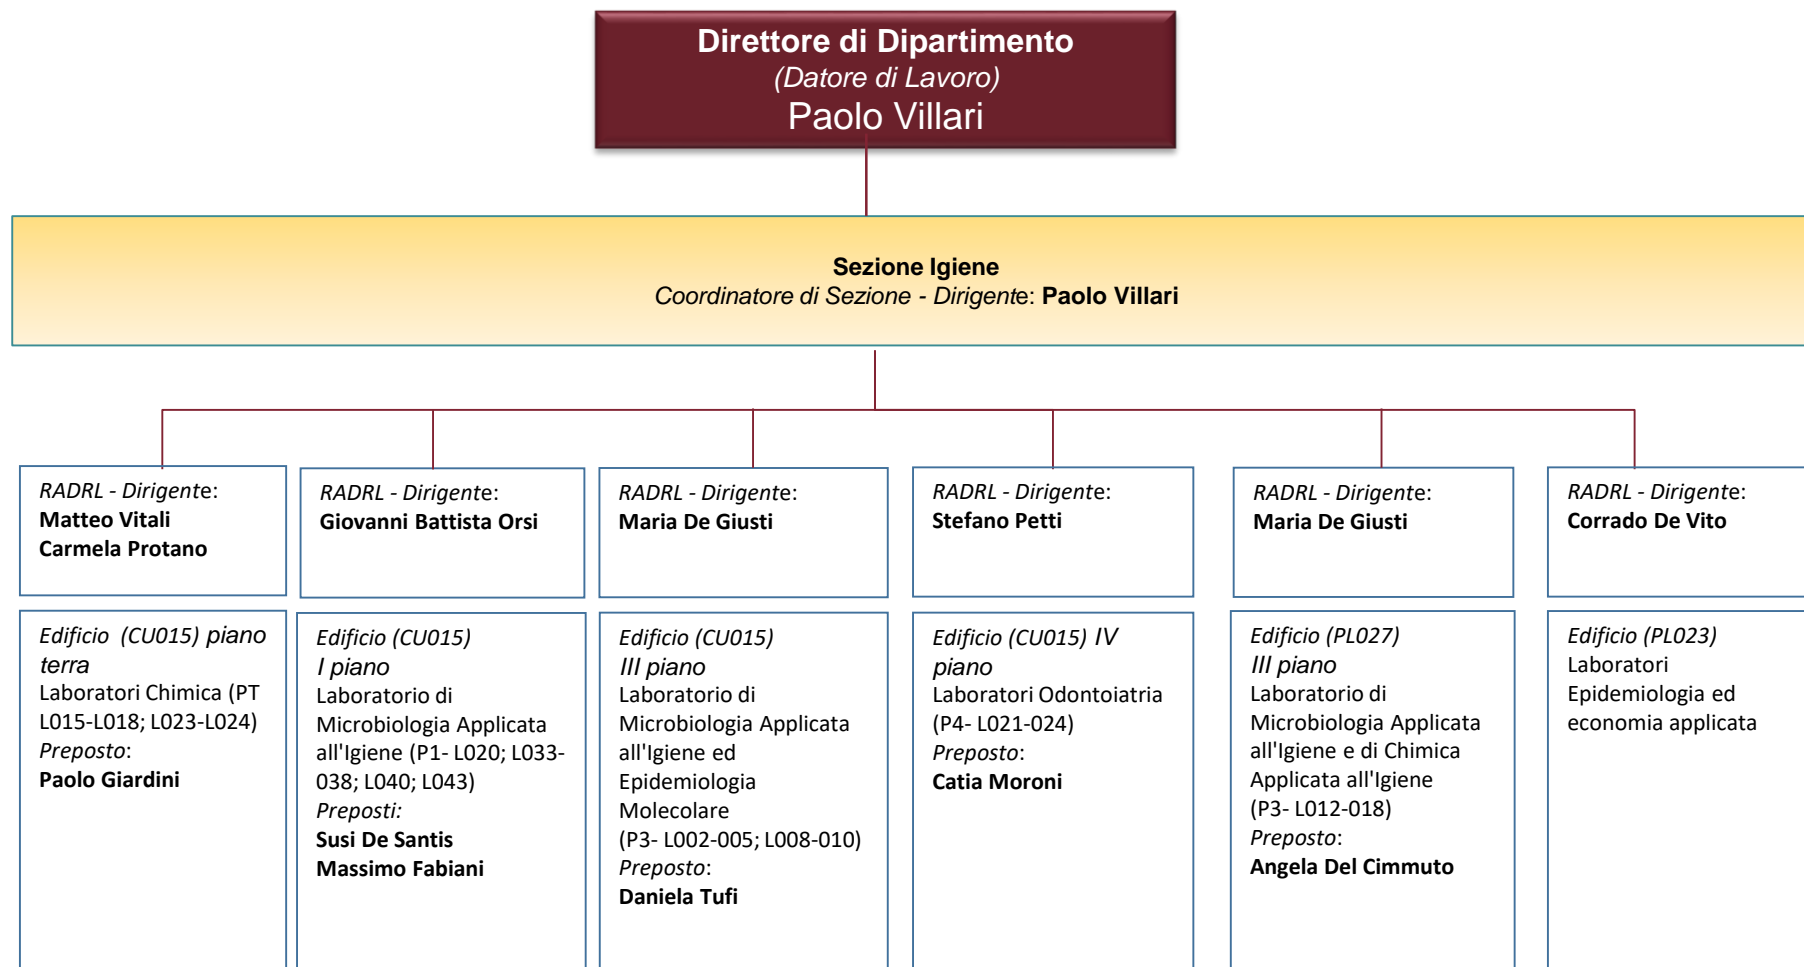 Direttore di Dipartimento
(Datore di Lavoro)
Paolo Villari
Sezione Igiene
Coordinatore di Sezione - Dirigente: Paolo Villari
RADRL - Dirigente:
Matteo Vitali
Carmela Protano
RADRL - Dirigente:
Giovanni Battista Orsi
RADRL - Dirigente:
Maria De Giusti
RADRL - Dirigente:
Stefano Petti
RADRL - Dirigente:
Maria De Giusti
RADRL - Dirigente:
Corrado De Vito
Edificio (CU015) piano
terra
Laboratori Chimica (PT
L015-L018; L023-L024)
Preposto:
Paolo Giardini
Edificio (CU015)
I piano
Laboratorio di
Microbiologia Applicata
all'Igiene (P1- L020; L033-
038; L040; L043)
Preposti:
Susi De Santis
Massimo Fabiani
Edificio (CU015)
III piano
Laboratorio di
Microbiologia Applicata
all'Igiene ed
Epidemiologia
Molecolare
(P3- L002-005; L008-010)
Preposto:
Daniela Tufi
Edificio (CU015) IV
piano
Laboratori Odontoiatria
(P4- L021-024)
Preposto:
Catia Moroni
Edificio (PL027)
III piano
Laboratorio di
Microbiologia Applicata
all'Igiene e di Chimica
Applicata all'Igiene
(P3- L012-018)
Preposto:
Angela Del Cimmuto
Edificio (PL023)
Laboratori
Epidemiologia ed
economia applicata